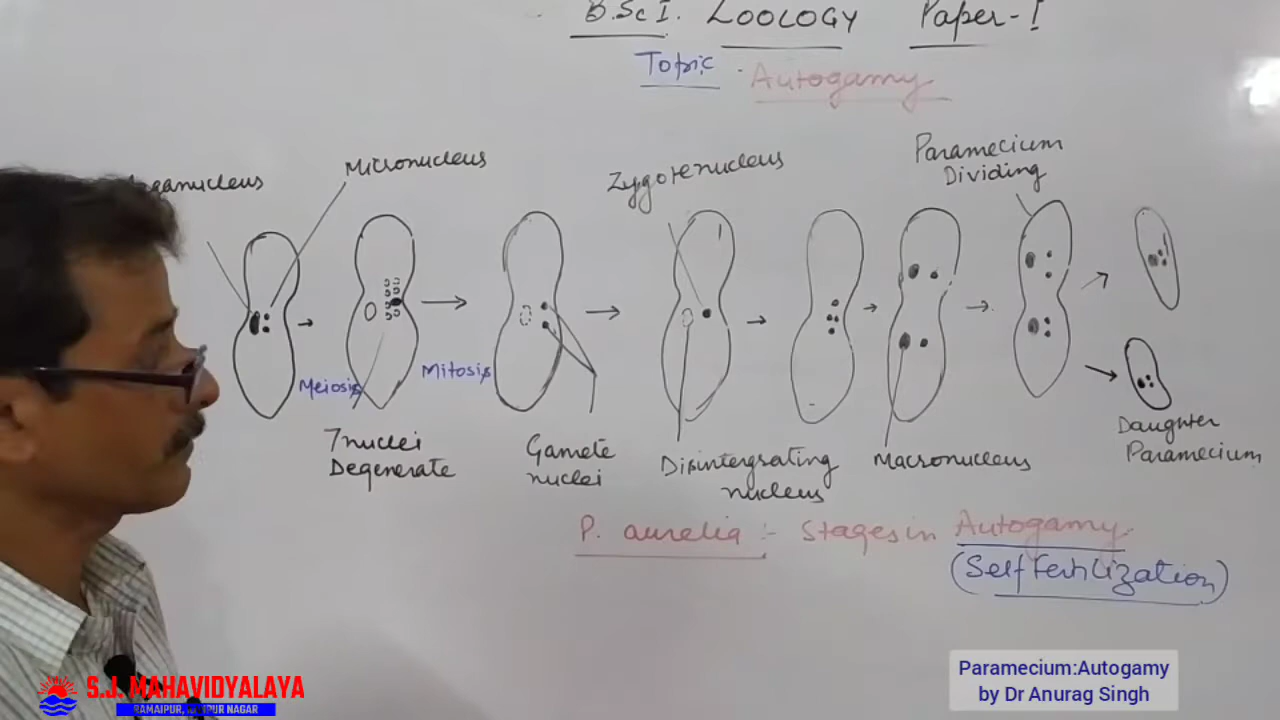 B.Sc I. ZOOLOGY Paper-I
Topic · Autogamy
Micronucleus
Zygotenucleus
Paramecium
Dividing
Meiosis
Mitosis
7nuclei
Degenerate
Gamete
nuclei
Disintergrating
nucleus
Macronucleus
Daughter
Paramecium
P. aurelia :- Stages in Autogamy.
(Self Fertilization)
Paramecium:Autogamy
by Dr Anurag Singh
S.J. MAHAVIDYALAYA